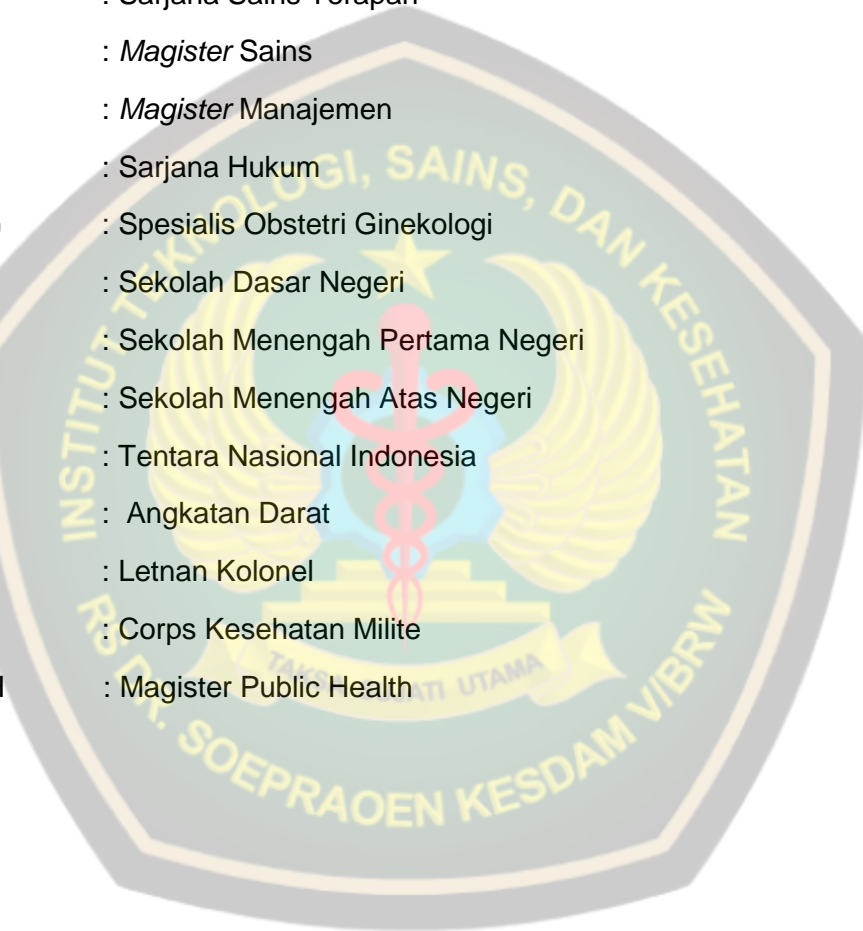 : Sarjana Sains Terapan
: Magister Sains
: Magister Manajemen
: Sarjana Hukum
: Spesialis Obstetri Ginekologi
: Sekolah Dasar Negeri
: Sekolah Menengah Pertama Negeri
: Sekolah Menengah Atas Negeri
: Tentara Nasional Indonesia
: Angkatan Darat
: Letnan Kolonel
: Corps Kesehatan Milite
: Magister Public Health
INSTITUT TEKNOLOGI, SAINS, DAN KESEHATAN
RS DR. SOEPRAOEN KESDAM V/BRW
UTAMA